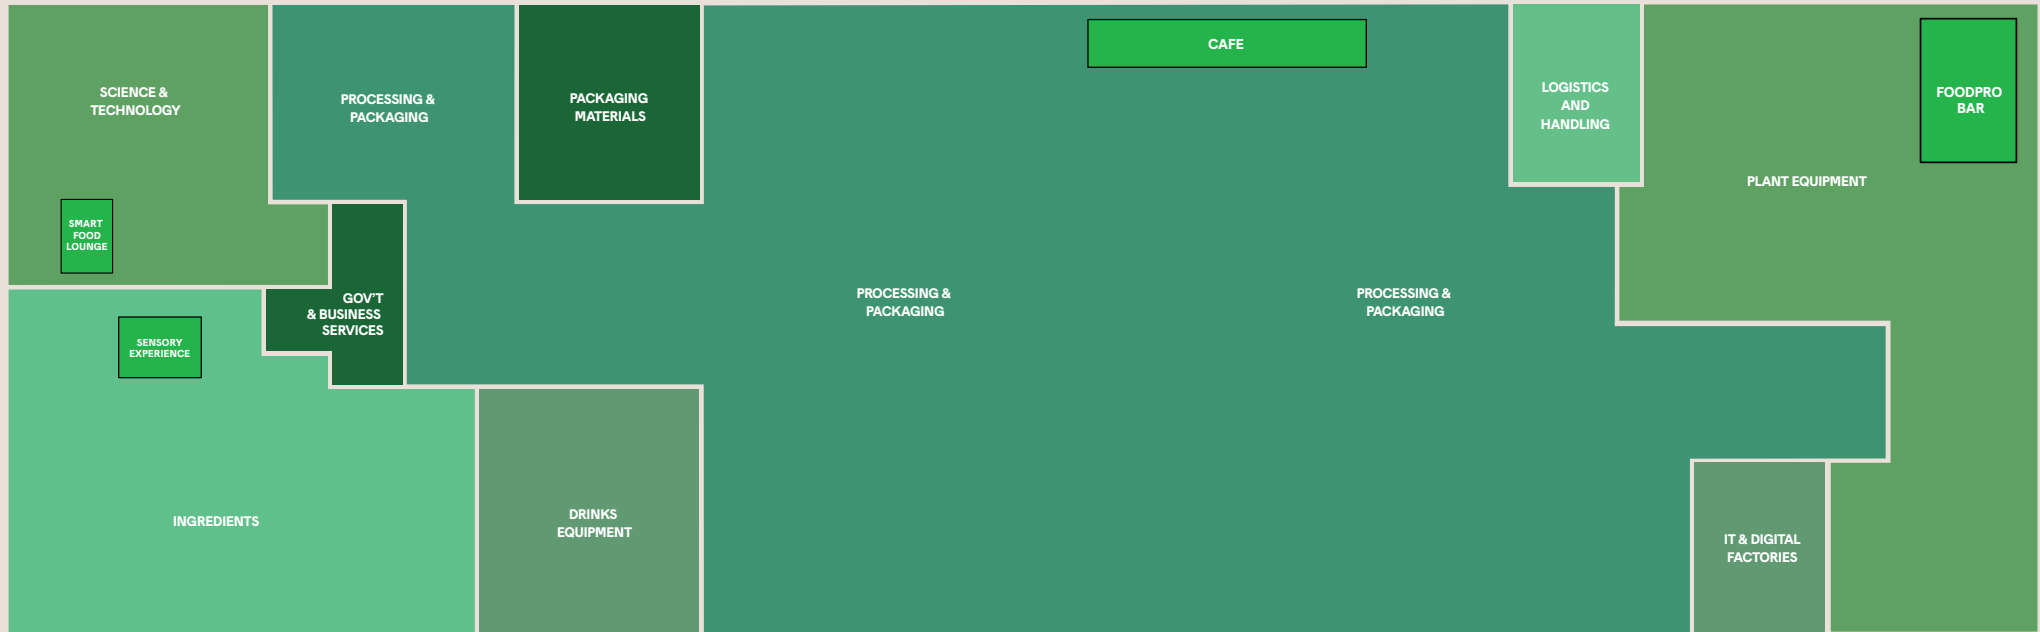 SCIENCE &
TECHNOLOGY
PROCESSING &
PACKAGING
PACKAGING
MATERIALS
CAFE
LOGISTICS
AND
HANDLING
FOODPRO
BAR
PLANT EQUIPMENT
SMART
FOOD
LOUNGE
GOV'T
& BUSINESS
SERVICES
PROCESSING &
PACKAGING
PROCESSING &
PACKAGING
SENSORY
EXPERIENCE
INGREDIENTS
DRINKS
EQUIPMENT
IT & DIGITAL
FACTORIES